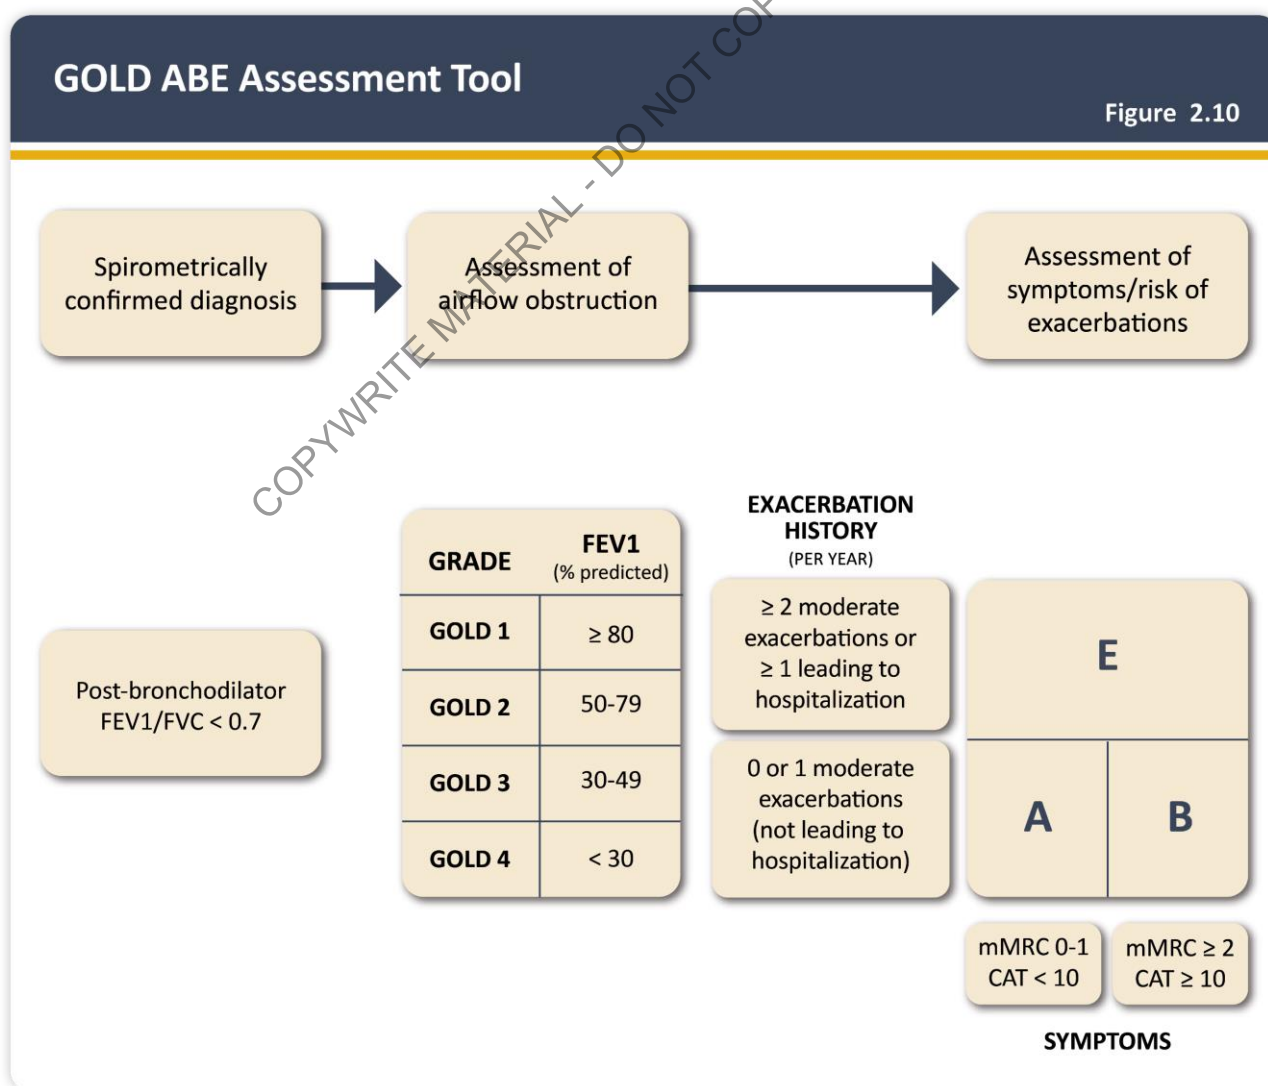 GOLD ABE Assessment Tool
Figure 2.10
COPYWRITE MATERIAL - DO NOT COP
Spirometrically
confirmed diagnosis
Assessment of
airflow obstruction
Assessment of
symptoms/risk of
exacerbations
Post-bronchodilator
FEV1/FVC < 0.7
GRADE
FEV1
(% predicted)
GOLD 1
≥ 80
GOLD 2
50-79
GOLD 3
30-49
GOLD 4
< 30
EXACERBATION
HISTORY
(PER YEAR)
≥ 2 moderate
exacerbations or
≥ 1 leading to
hospitalization
0 or 1 moderate
exacerbations
(not leading to
hospitalization)
E
A
B
mMRC 0-1
CAT < 10
mMRC ≥ 2
CAT ≥ 10
SYMPTOMS